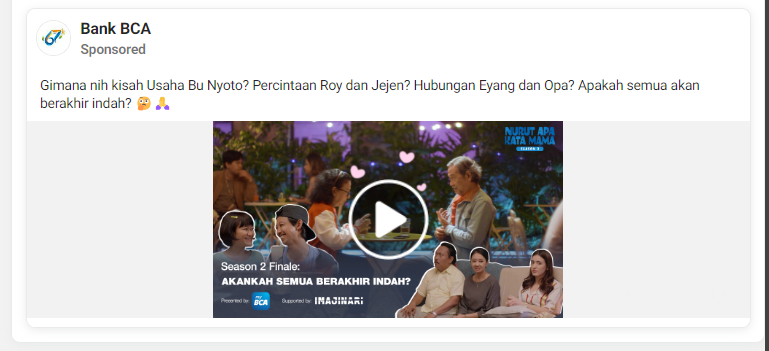 67
Bank BCA
Sponsored
Gimana nih kisah Usaha Bu Nyoto? Percintaan Roy dan Jejen? Hubungan Eyang dan Opa? Apakah semua akan
berakhir indah? 🤔 🙏
NURUT APA
KATA MAMA
SEASON 2
Season 2 Finale:
AKANKAH SEMUA BERAKHIR INDAH?
Presented by: my BCA Supported by: IMAJINARI